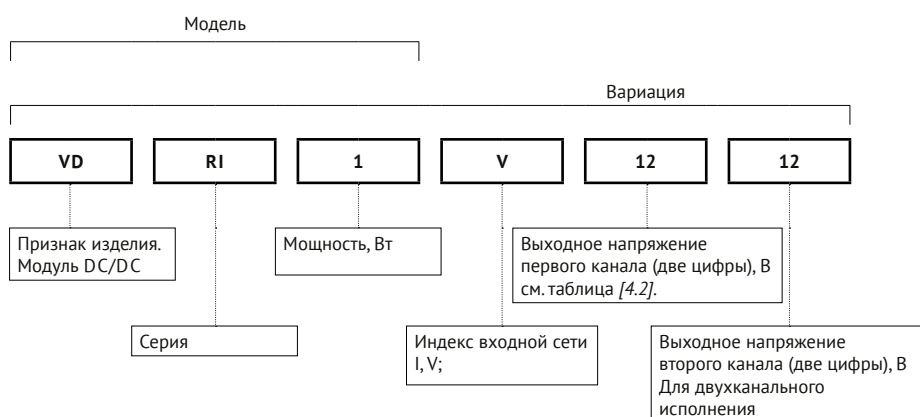 Модель
Вариация
VD RI 1 V 12 12
Признак изделия.
Модуль DC/DC
Мощность, Вт
Выходное напряжение
первого канала (две цифры), В
см. таблица [4.2].
Серия
Индекс входной сети
I, V;
Выходное напряжение
второго канала (две цифры), В
Для двухканального
исполнения